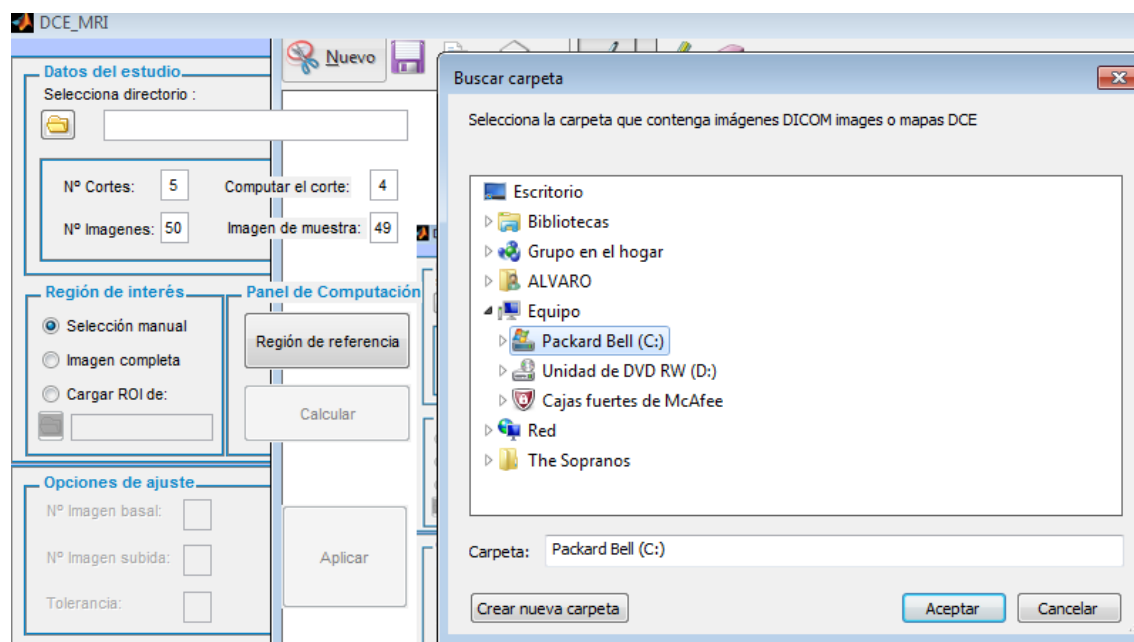 DCE_MRI
Nuevo
Datos del estudio
Selecciona directorio :
Nº Cortes: 5 Computar el corte: 4
Nº Imagenes: 50 Imagen de muestra: 49
Región de interés
Selección manual
Imagen completa
Cargar ROI de:
Panel de Computación
Región de referencia
Calcular
Opciones de ajuste
Nº Imagen basal:
Nº Imagen subida:
Tolerancia:
Aplicar
Buscar carpeta
Selecciona la carpeta que contenga imágenes DICOM images o mapas DCE
Escritorio
Bibliotecas
Grupo en el hogar
ALVARO
Equipo
Packard Bell (C:)
Unidad de DVD RW (D:)
Cajas fuertes de McAfee
Red
The Sopranos
Carpeta: Packard Bell (C:)
Crear nueva carpeta Aceptar Cancelar